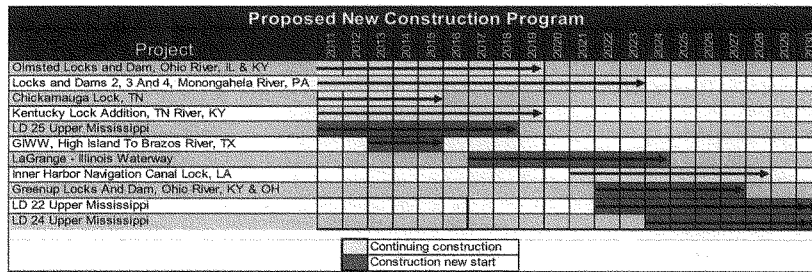 Proposed New Construction Program
Project 2011 2012 2013 2014 2015 2016 2017 2018 2019 2020 2021 2022 2023 2024 2025 2026 2027 2028 2029 2030
Olmsted Locks and Dam, Ohio River, IL & KY
Locks and Dams 2, 3 And 4, Monongahela River, PA
Chickamauga Lock, TN
Kentucky Lock Addition, TN River, KY
LD 25 Upper Mississippi
GIWW, High Island To Brazos River, TX
LaGrange - Illinois Waterway
Inner Harbor Navigation Canal Lock, LA
Greenup Locks And Dam, Ohio River, KY & OH
LD 22 Upper Mississippi
LD 24 Upper Mississippi
Continuing construction
Construction new start